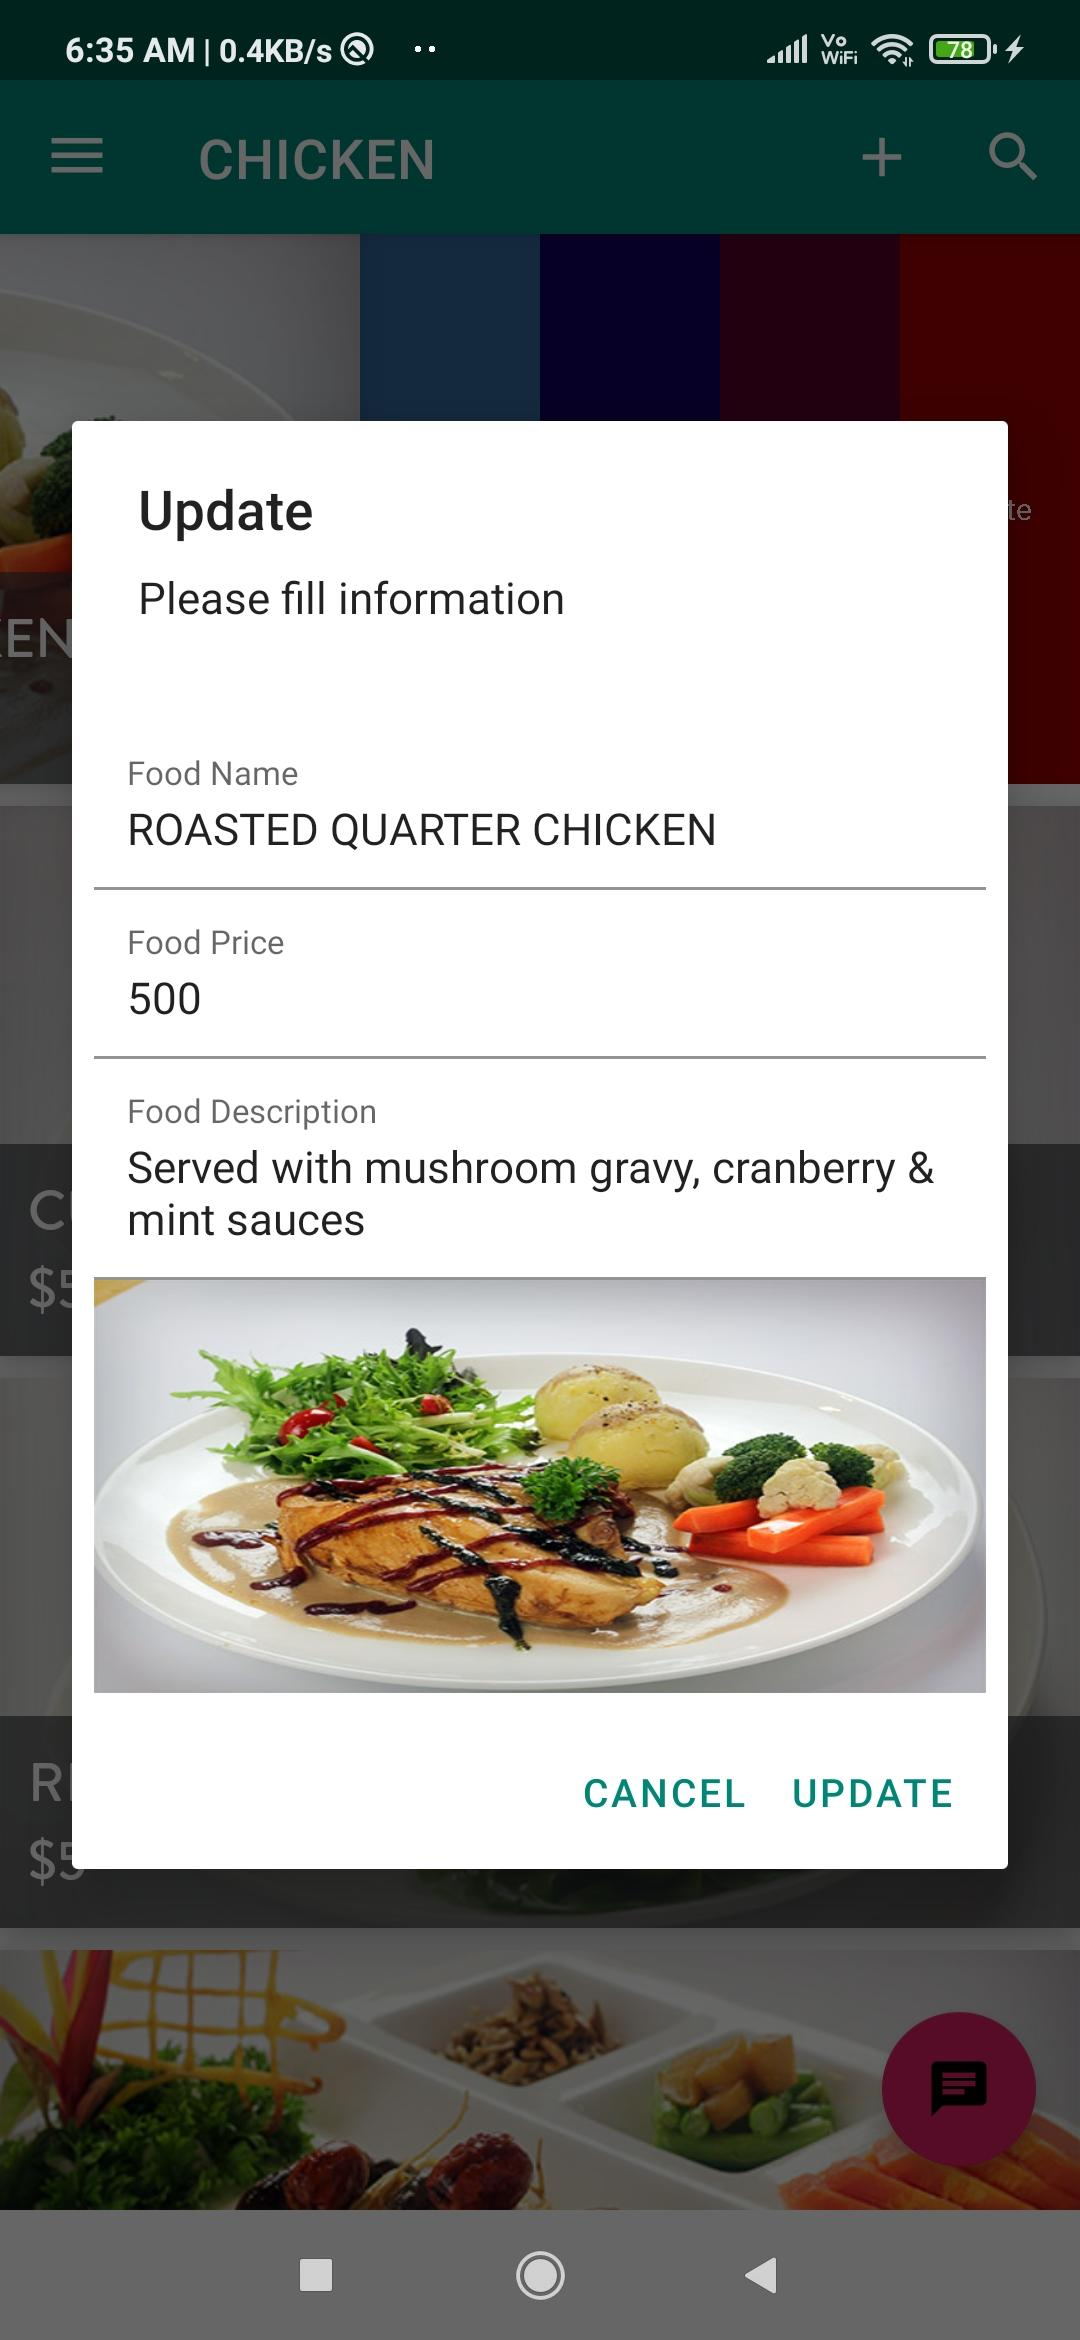 6:35 AM | 0.4KB/s
Vo WiFi
78
CHICKEN
Update
Please fill information
Food Name
ROASTED QUARTER CHICKEN
Food Price
500
Food Description
Served with mushroom gravy, cranberry &
mint sauces
CANCEL UPDATE